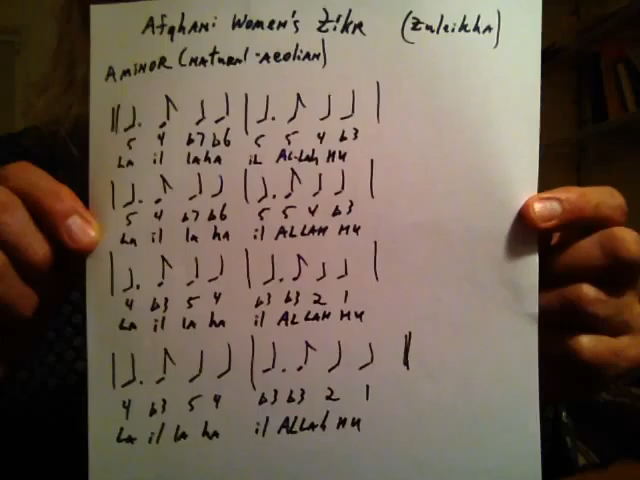 Afghani Women's Zikr (Zuleikha)
A MINOR (natural - aeolian)
5 4 b7 b6 5 5 4 b3
La il laha iL AL-Lah HU
5 4 b7 b6 5 5 4 b3
La il la ha il ALLAH HU
4 b3 5 4 b3 b3 2 1
La il la ha il ALLAH HU
4 b3 5 4 b3 b3 2 1
La il la ha il ALLah HU